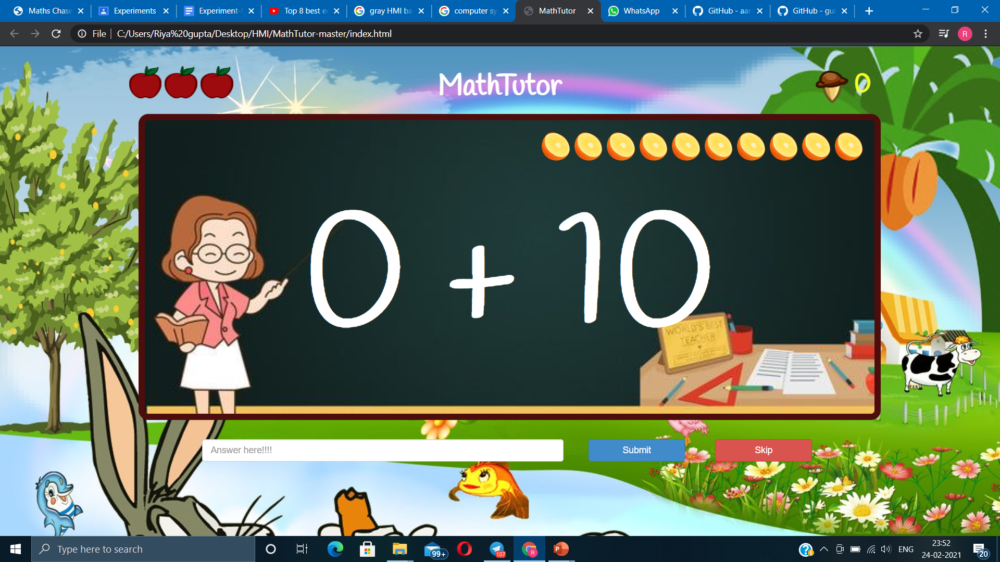 Maths Chase
Experiments
Experiment-
Top 8 best e
gray HMI ba
computer sy
MathTutor
WhatsApp
GitHub - aar
GitHub - gui
File
C:/Users/Riya%20gupta/Desktop/HMI/MathTutor-master/index.html
R
MathTutor
0
0 + 10
WORLD'S BEST
TEACHER
Answer here!!!!
Submit
Skip
Type here to search
99+
107
R
P
ENG
23:52
24-02-2021
20